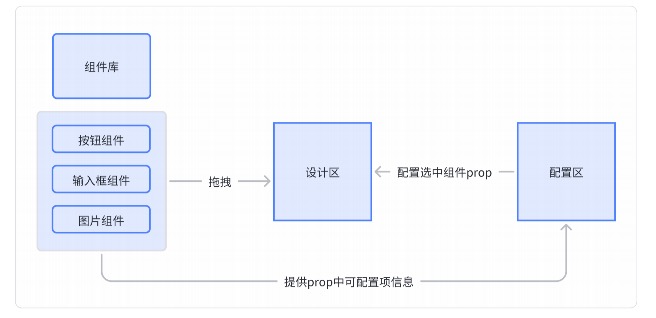 组件库
按钮组件
输入框组件
图片组件
拖拽
设计区
配置选中组件prop
配置区
提供prop中可配置项信息